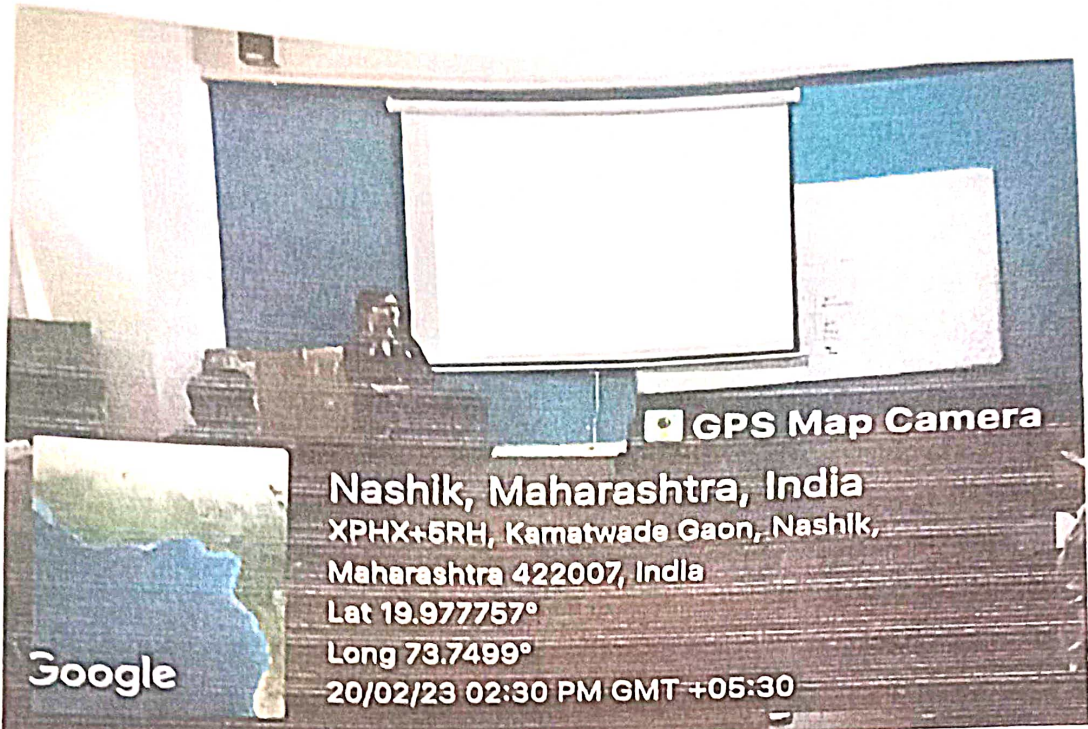 GPS Map Camera
Nashik, Maharashtra, India
XPHX+5RH, Kamatwade Gaon, Nashik,
Maharashtra 422007, India
Lat 19.977757°
Long 73.7499°
20/02/23 02:30 PM GMT +05:30
Google